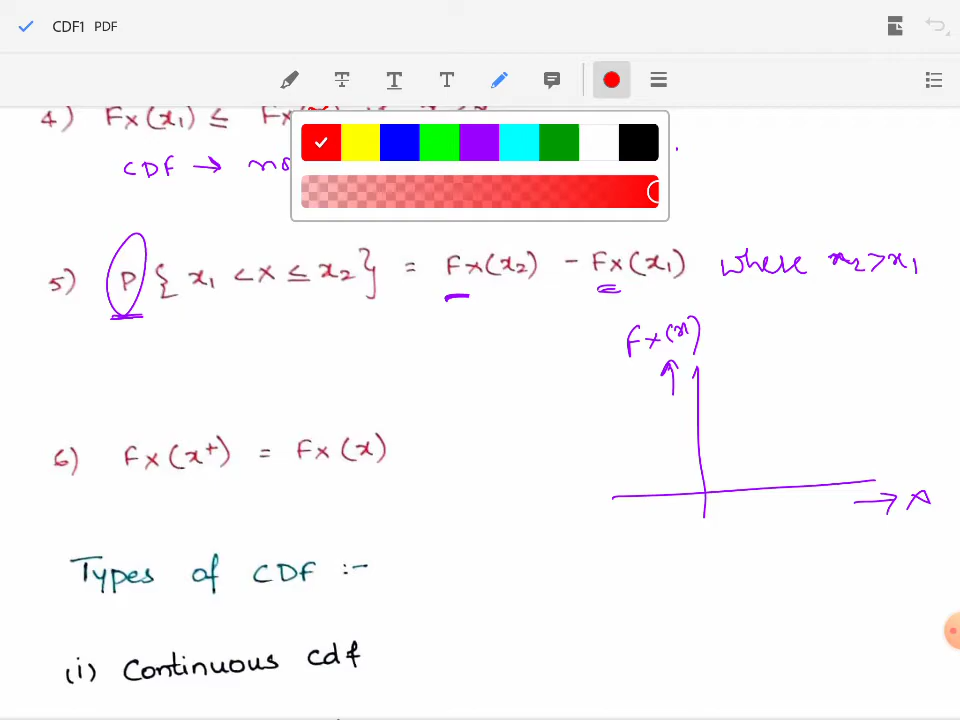 CDF1 PDF
4) Fx(x1) ≤ Fx
CDF →
5) P { x1 < X ≤ x2 } = Fx(x2) - Fx(x1) where x2 > x1
Fx(x)
6) Fx(x+) = Fx(x)
Types of CDF :-
(i) Continuous cdf